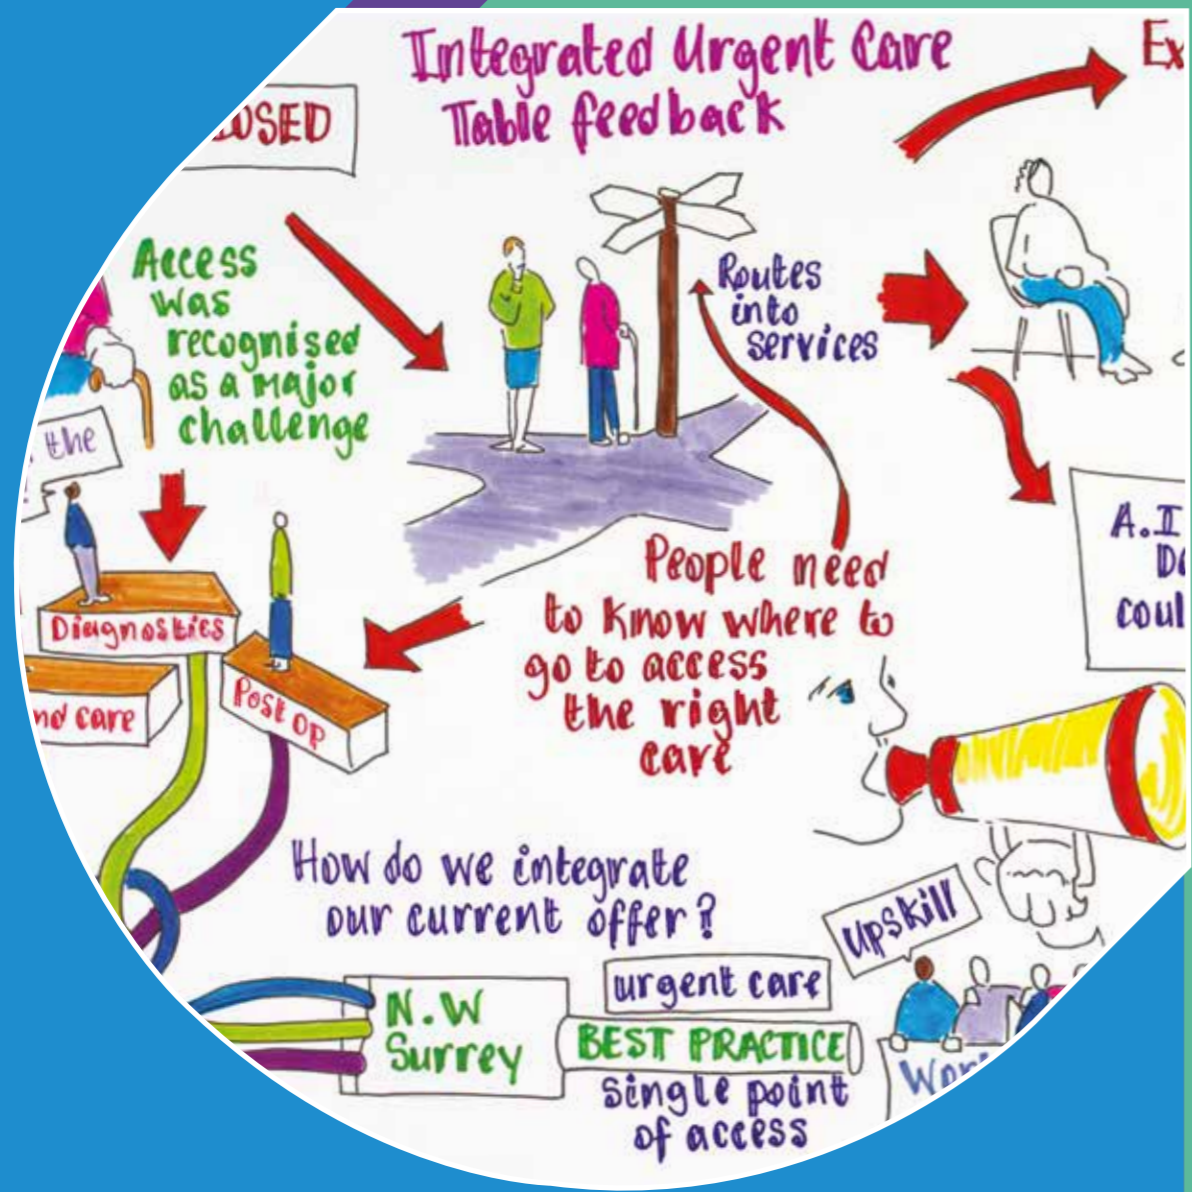 Integrated Urgent Care
Table feedback
Access
was
recognised
as a major
challenge
Routes
into
services
the
Diagnostics
Post op
care
People need
to know where to
go to access
the right
care
A.I
How do we integrate
our current offer?
upskill
N.W
Surrey
urgent care
BEST PRACTICE
Single point
of access